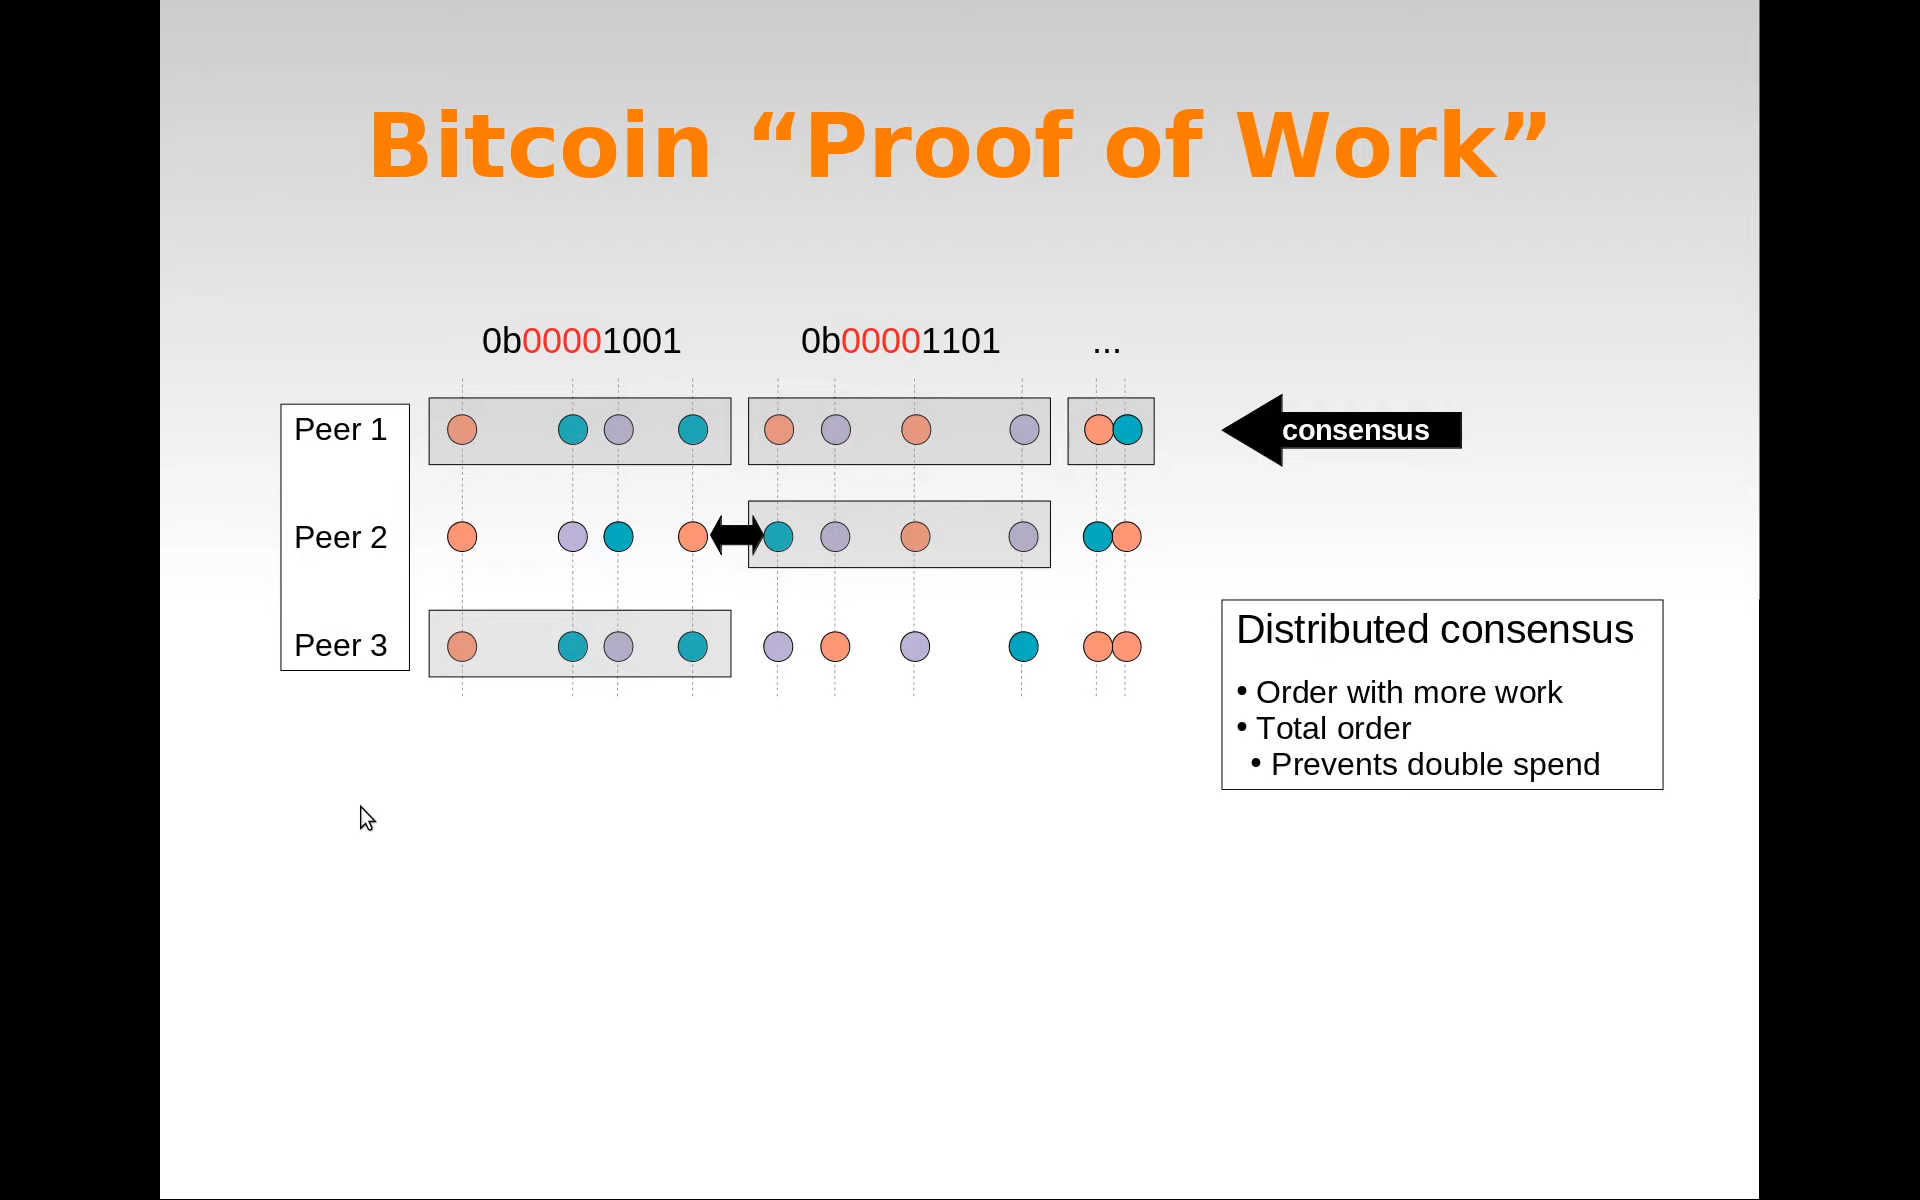 Bitcoin “Proof of Work”
0b00001001 0b00001101 ...
Peer 1
consensus
Peer 2
Peer 3
Distributed consensus
• Order with more work
• Total order
• Prevents double spend